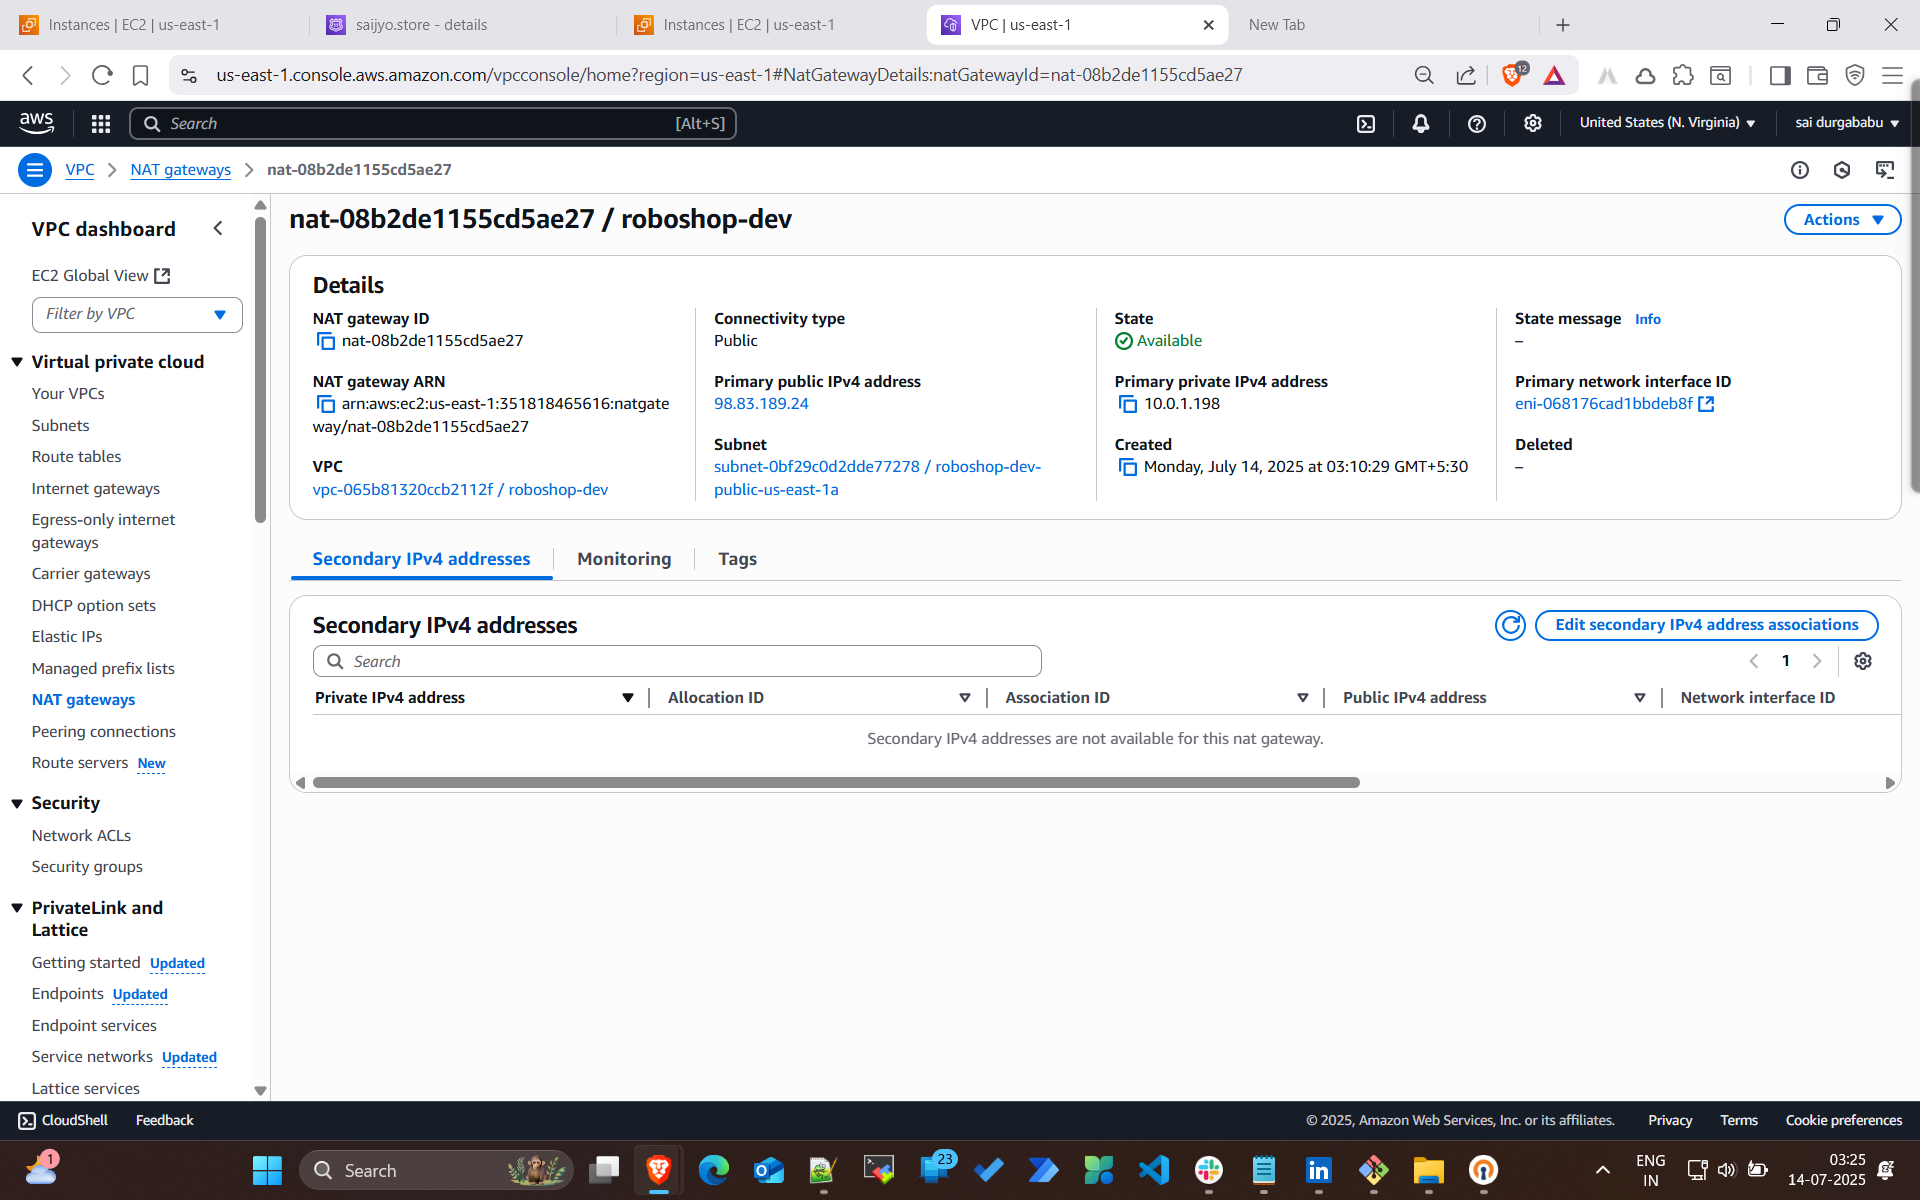 Instances | EC2 | us-east-1
saijyo.store - details
Instances | EC2 | us-east-1
VPC | us-east-1
New Tab
us-east-1.console.aws.amazon.com/vpcconsole/home?region=us-east-1#NatGatewayDetails:natGatewayId=nat-08b2de1155cd5ae27
12
aws
Search
[Alt+S]
United States (N. Virginia)
sai durgababu
VPC
NAT gateways
nat-08b2de1155cd5ae27
VPC dashboard
EC2 Global View
Filter by VPC
Virtual private cloud
Your VPCs
Subnets
Route tables
Internet gateways
Egress-only internet
gateways
Carrier gateways
DHCP option sets
Elastic IPs
Managed prefix lists
NAT gateways
Peering connections
Route servers New
Security
Network ACLs
Security groups
PrivateLink and
Lattice
Getting started Updated
Endpoints Updated
Endpoint services
Service networks Updated
Lattice services
nat-08b2de1155cd5ae27 / roboshop-dev
Actions
Details
NAT gateway ID
nat-08b2de1155cd5ae27
NAT gateway ARN
arn:aws:ec2:us-east-1:351818465616:natgate
way/nat-08b2de1155cd5ae27
VPC
vpc-065b81320ccb2112f / roboshop-dev
Connectivity type
Public
Primary public IPv4 address
98.83.189.24
Subnet
subnet-0bf29c0d2dde77278 / roboshop-dev-
public-us-east-1a
State
Available
Primary private IPv4 address
10.0.1.198
Created
Monday, July 14, 2025 at 03:10:29 GMT+5:30
State message Info
–
Primary network interface ID
eni-068176cad1bbdeb8f
Deleted
–
Secondary IPv4 addresses
Monitoring
Tags
Secondary IPv4 addresses
Edit secondary IPv4 address associations
Search
1
Private IPv4 address
Allocation ID
Association ID
Public IPv4 address
Network interface ID
Secondary IPv4 addresses are not available for this nat gateway.
CloudShell
Feedback
© 2025, Amazon Web Services, Inc. or its affiliates.
Privacy
Terms
Cookie preferences
1
Search
23
ENG
IN
03:25
14-07-2025